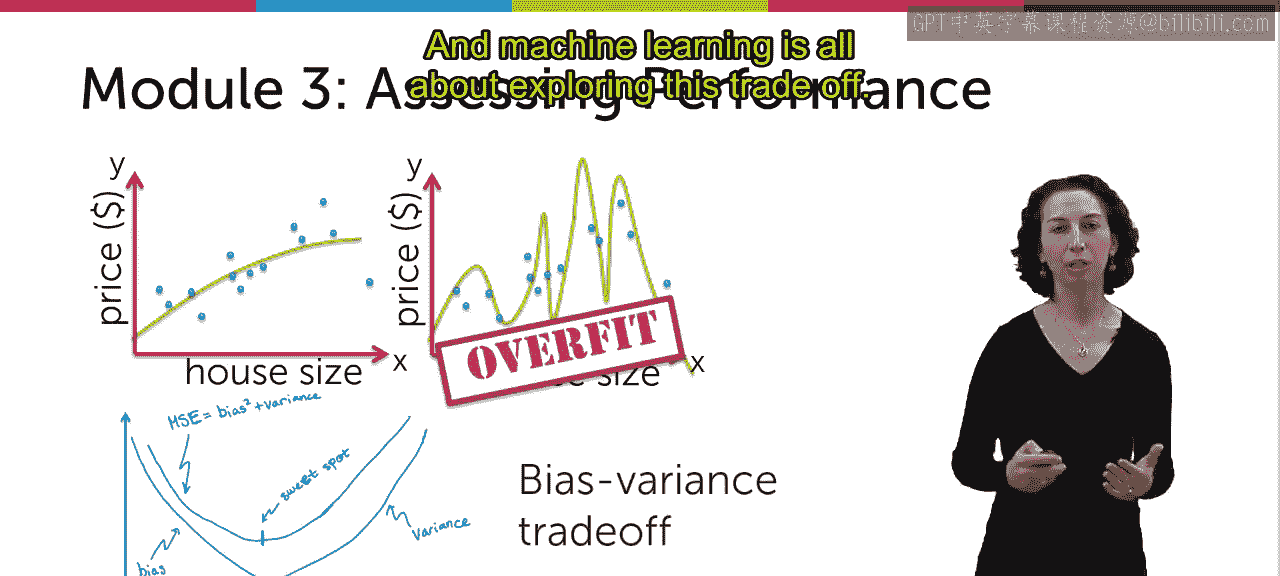 GPT中英字幕课程资源@bilibili.com
And machine learning is all
about exploring this trade off.
Module 3: Assessing Performance
y
price ($)
house size
x
y
price ($)
OVERFIT
size
x
MSE = bias² + variance
sweet spot
variance
bias
Bias-variance
tradeoff